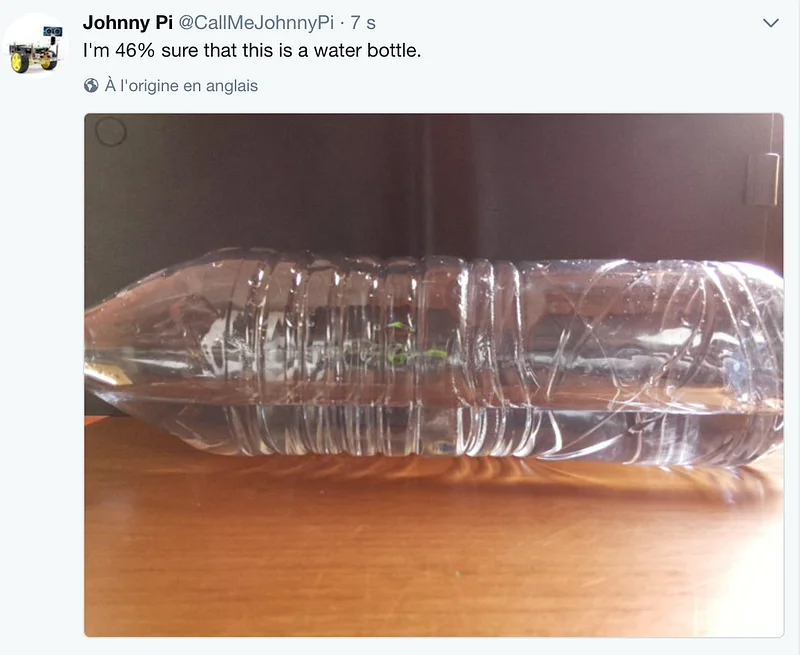 Johnny Pi @CallMeJohnnyPi · 7 s
I'm 46% sure that this is a water bottle.
À l'origine en anglais